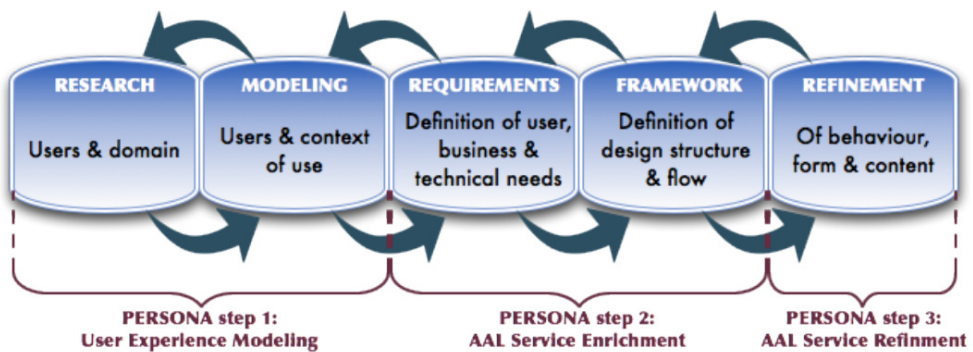 RESEARCH
Users & domain
MODELING
Users & context
of use
REQUIREMENTS
Definition of user,
business &
technical needs
FRAMEWORK
Definition of
design structure
& flow
REFINEMENT
Of behaviour,
form & content
PERSONA step 1:
User Experience Modeling
PERSONA step 2:
AAL Service Enrichment
PERSONA step 3:
AAL Service Refinment